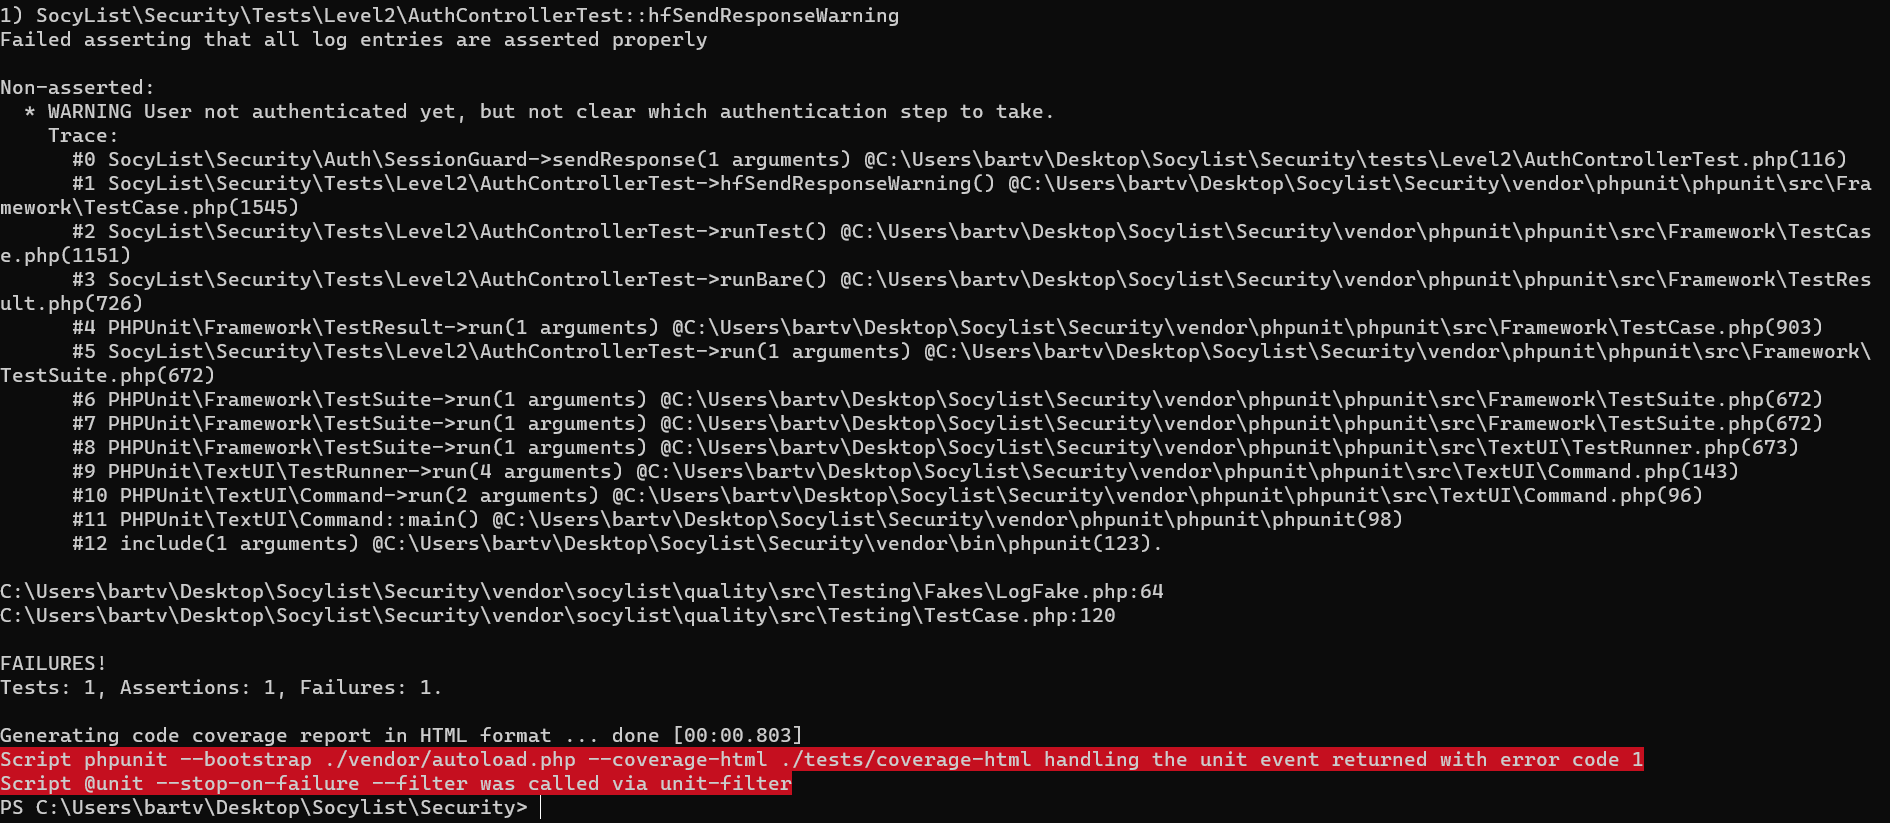 1) SocyList\Security\Tests\Level2\AuthControllerTest::hfSendResponseWarning
Failed asserting that all log entries are asserted properly
Non-asserted:
* WARNING User not authenticated yet, but not clear which authentication step to take.
Trace:
#0 SocyList\Security\Auth\SessionGuard->sendResponse(1 arguments) @C:\Users\bartv\Desktop\Socylist\Security\tests\Level2\AuthControllerTest.php(116)
#1 SocyList\Security\Tests\Level2\AuthControllerTest->hfSendResponseWarning() @C:\Users\bartv\Desktop\Socylist\Security\vendor\phpunit\phpunit\src\Fra
mework\TestCase.php(1545)
#2 SocyList\Security\Tests\Level2\AuthControllerTest->runTest() @C:\Users\bartv\Desktop\Socylist\Security\vendor\phpunit\phpunit\src\Framework\TestCas
e.php(1151)
#3 SocyList\Security\Tests\Level2\AuthControllerTest->runBare() @C:\Users\bartv\Desktop\Socylist\Security\vendor\phpunit\phpunit\src\Framework\TestRes
ult.php(726)
#4 PHPUnit\Framework\TestResult->run(1 arguments) @C:\Users\bartv\Desktop\Socylist\Security\vendor\phpunit\phpunit\src\Framework\TestCase.php(903)
#5 SocyList\Security\Tests\Level2\AuthControllerTest->run(1 arguments) @C:\Users\bartv\Desktop\Socylist\Security\vendor\phpunit\phpunit\src\Framework\
TestSuite.php(672)
#6 PHPUnit\Framework\TestSuite->run(1 arguments) @C:\Users\bartv\Desktop\Socylist\Security\vendor\phpunit\phpunit\src\Framework\TestSuite.php(672)
#7 PHPUnit\Framework\TestSuite->run(1 arguments) @C:\Users\bartv\Desktop\Socylist\Security\vendor\phpunit\phpunit\src\Framework\TestSuite.php(672)
#8 PHPUnit\Framework\TestSuite->run(1 arguments) @C:\Users\bartv\Desktop\Socylist\Security\vendor\phpunit\phpunit\src\TextUI\TestRunner.php(673)
#9 PHPUnit\TextUI\TestRunner->run(4 arguments) @C:\Users\bartv\Desktop\Socylist\Security\vendor\phpunit\phpunit\src\TextUI\Command.php(143)
#10 PHPUnit\TextUI\Command->run(2 arguments) @C:\Users\bartv\Desktop\Socylist\Security\vendor\phpunit\phpunit\src\TextUI\Command.php(96)
#11 PHPUnit\TextUI\Command::main() @C:\Users\bartv\Desktop\Socylist\Security\vendor\phpunit\phpunit\phpunit(98)
#12 include(1 arguments) @C:\Users\bartv\Desktop\Socylist\Security\vendor\bin\phpunit(123).
C:\Users\bartv\Desktop\Socylist\Security\vendor\socylist\quality\src\Testing\Fakes\LogFake.php:64
C:\Users\bartv\Desktop\Socylist\Security\vendor\socylist\quality\src\Testing\TestCase.php:120
FAILURES!
Tests: 1, Assertions: 1, Failures: 1.
Generating code coverage report in HTML format ... done [00:00.803]
Script phpunit --bootstrap ./vendor/autoload.php --coverage-html ./tests/coverage-html handling the unit event returned with error code 1
Script @unit --stop-on-failure --filter was called via unit-filter
PS C:\Users\bartv\Desktop\Socylist\Security>